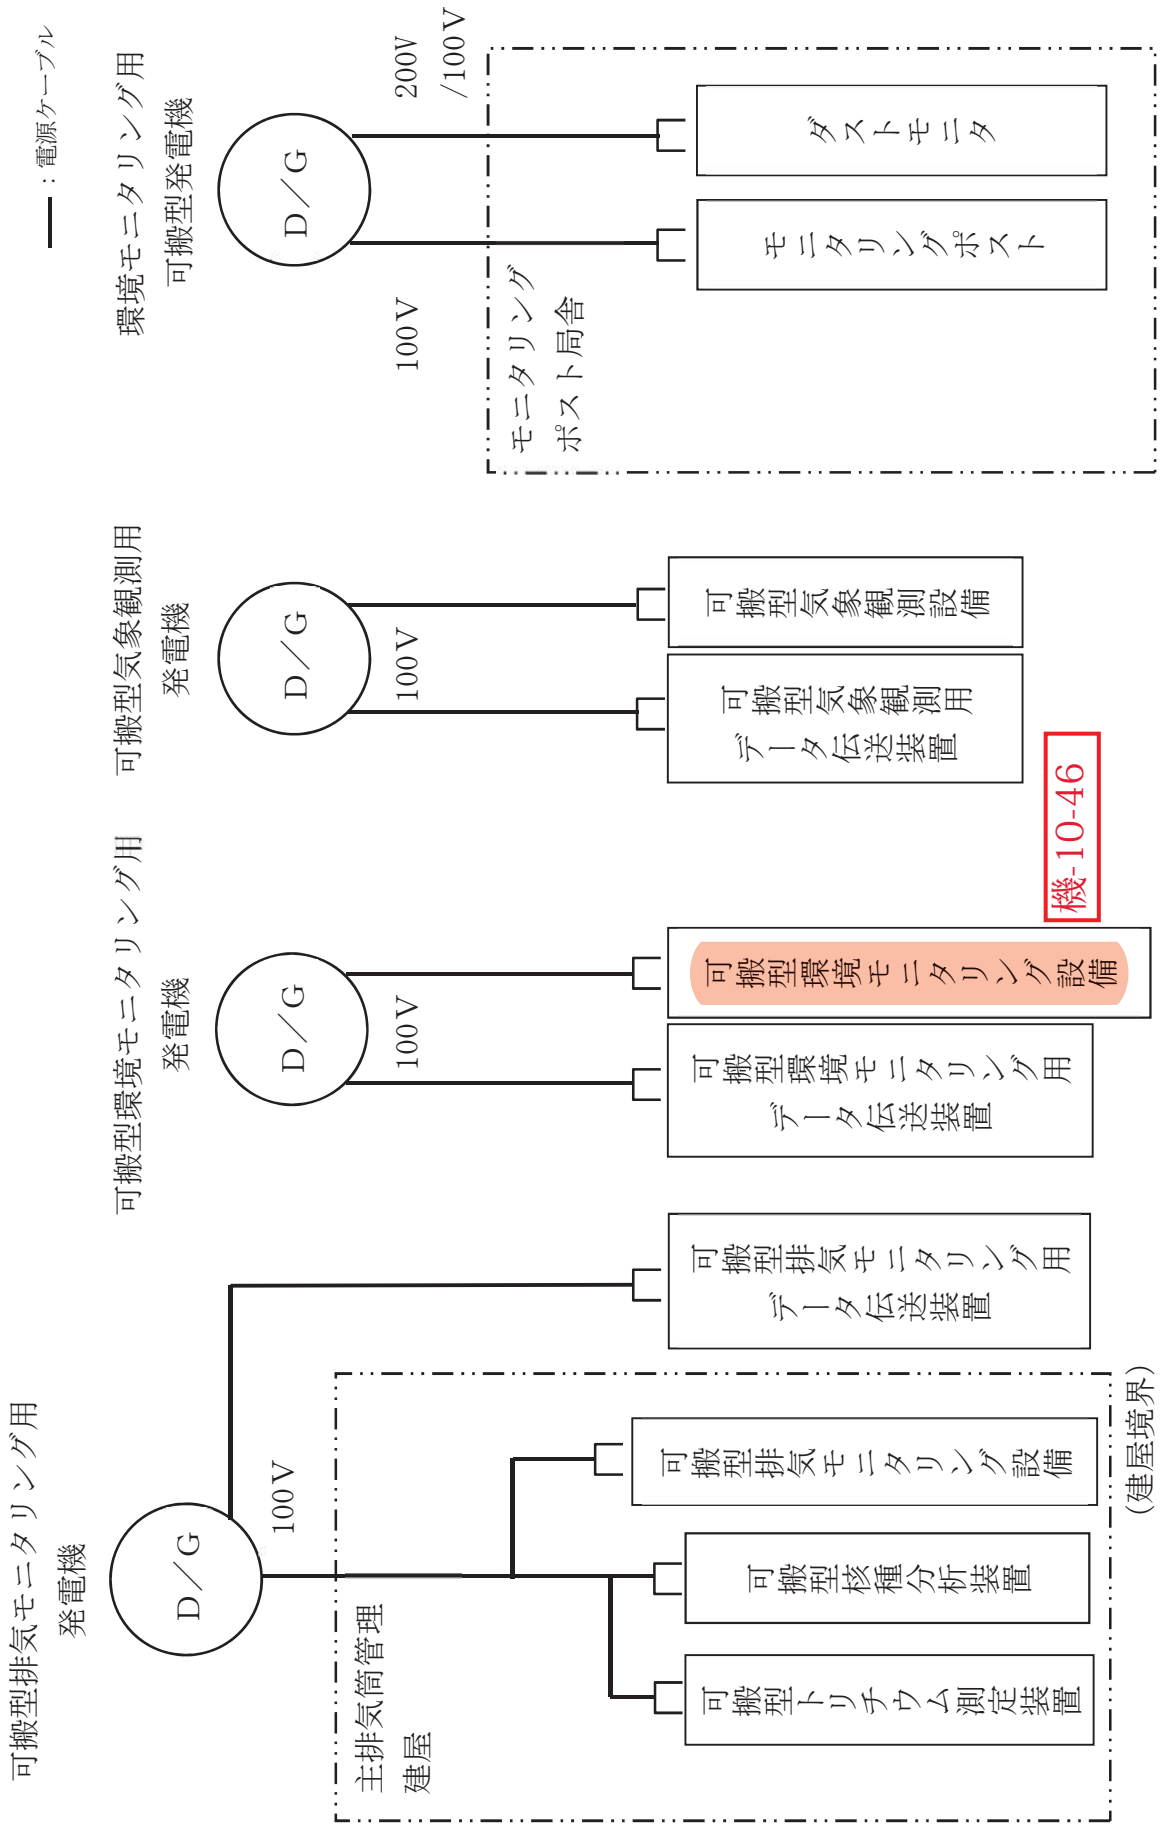 ━ : 電源ケーブル
可搬型排気モニタリング用
発電機
D/G
100V
主排気筒管理
建屋
可搬型トリチウム測定装置
可搬型核種分析装置
可搬型排気モニタリング設備
(建屋境界)
可搬型排気モニタリング用
データ伝送装置
可搬型環境モニタリング用
発電機
D/G
100V
可搬型環境モニタリング用
データ伝送装置
可搬型環境モニタリング設備
機-10-46
可搬型気象観測用
発電機
D/G
100V
可搬型気象観測用
データ伝送装置
可搬型気象観測設備
環境モニタリング用
可搬型発電機
D/G
100V
200V
/100V
モニタリング
ポスト局舎
モニタリングポスト
ダストモニタ